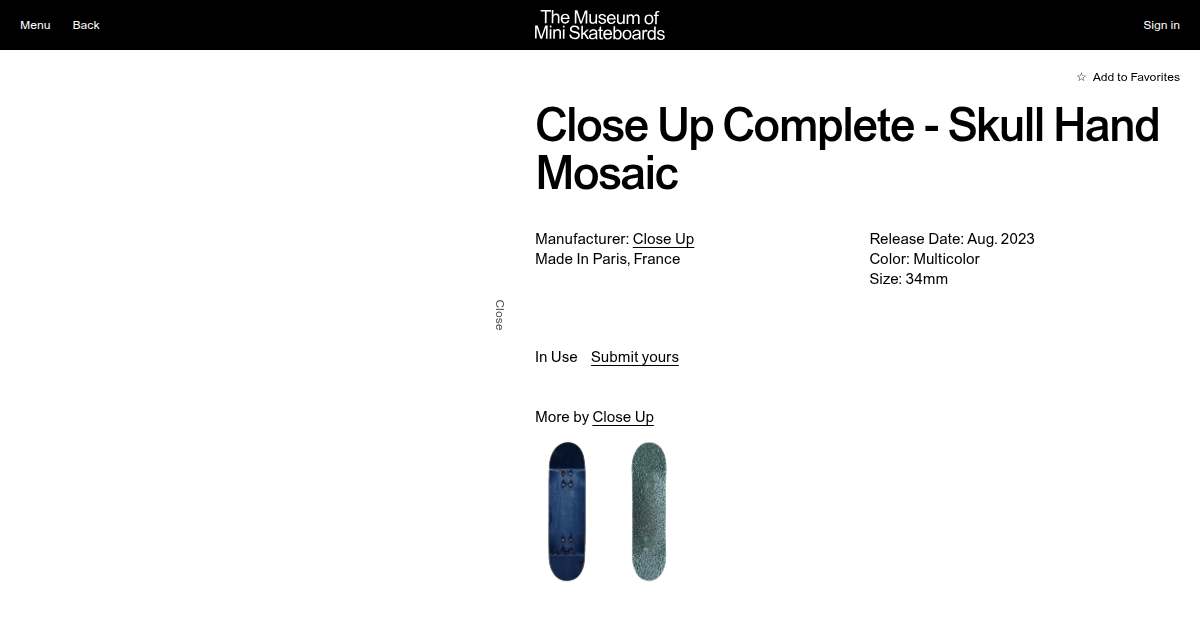 Menu
Back
The Museum of
Mini Skateboards
Sign in
☆ Add to Favorites
Close Up Complete - Skull Hand
Mosaic
Manufacturer: Close Up
Made In Paris, France
Release Date: Aug. 2023
Color: Multicolor
Size: 34mm
Close
In Use
Submit yours
More by Close Up